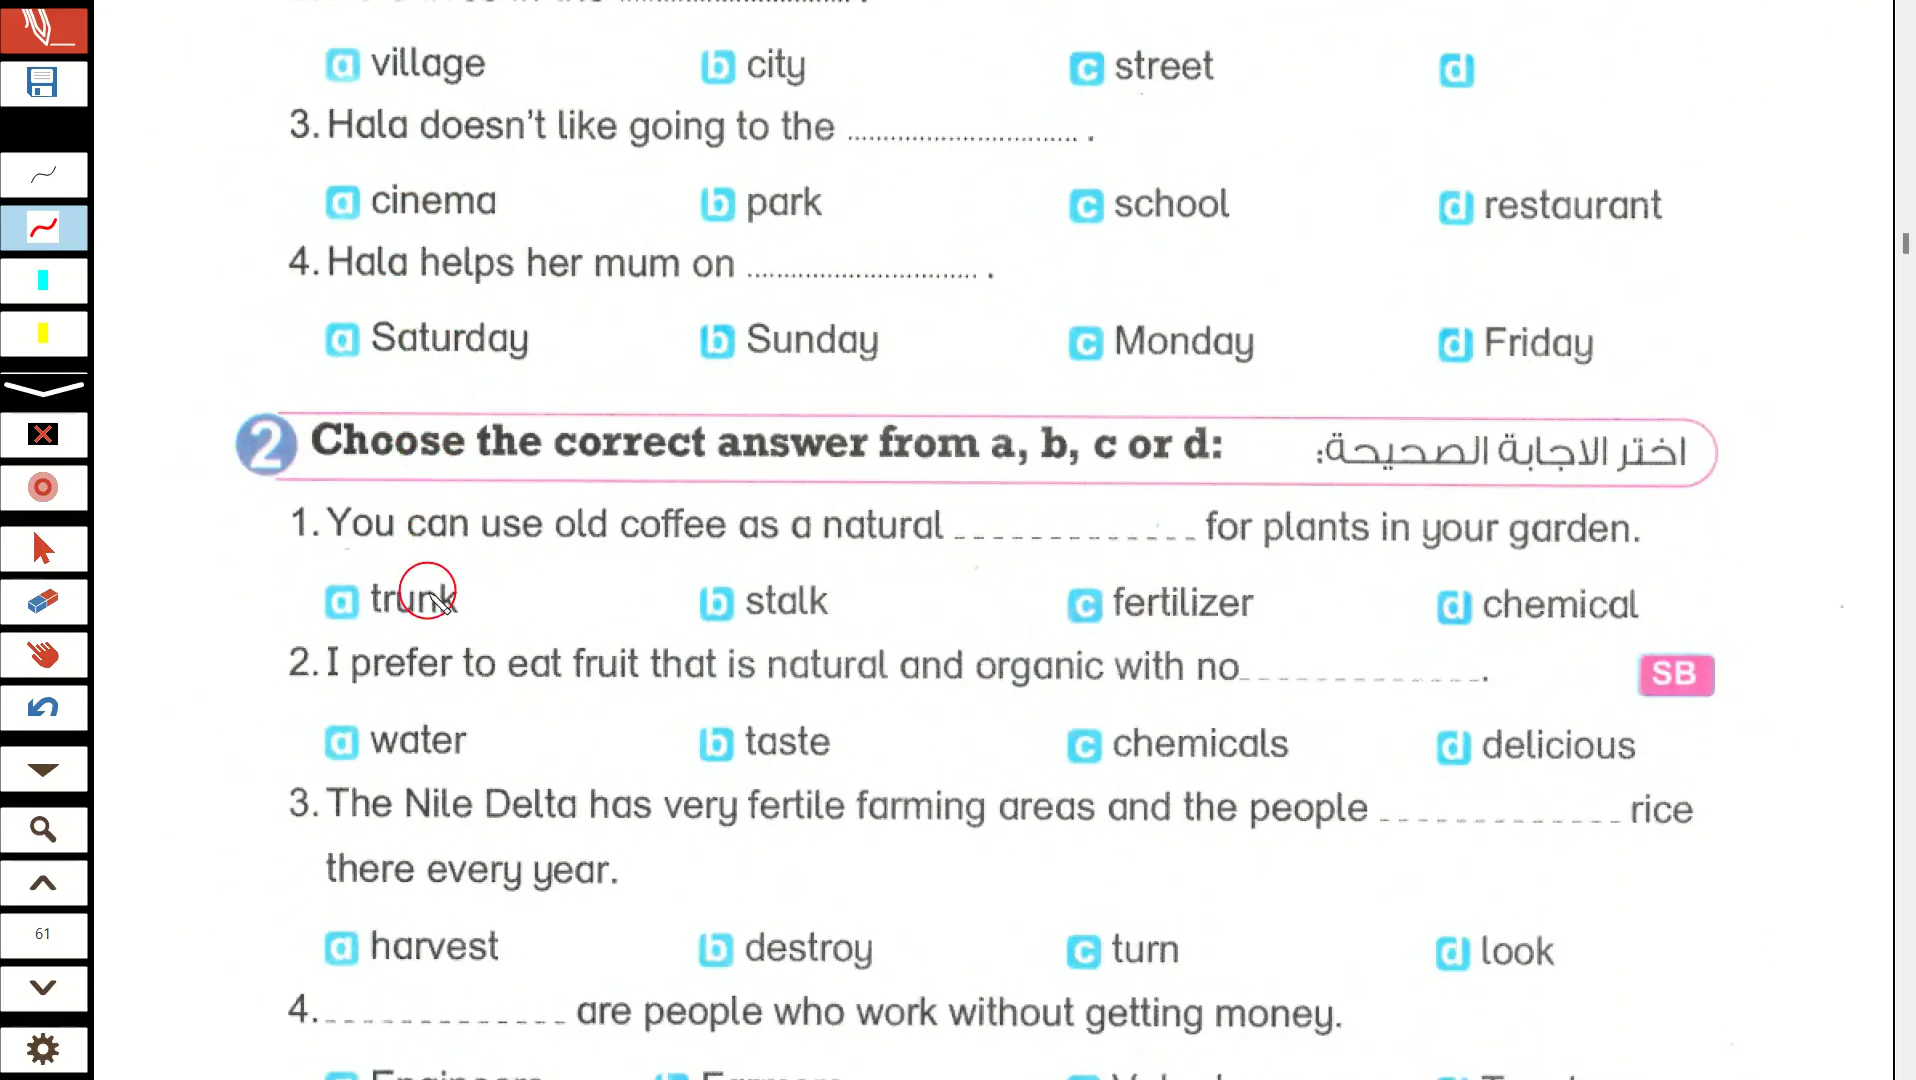 a village b city c street d
3. Hala doesn't like going to the ............................ .
a cinema b park c school d restaurant
4. Hala helps her mum on ............................ .
a Saturday b Sunday c Monday d Friday
2 Choose the correct answer from a, b, c or d: اختر الاجابة الصحيحة:
1. You can use old coffee as a natural _ _ _ _ _ _ _ _ _ _ _ _ _ for plants in your garden.
a trunk b stalk c fertilizer d chemical
2. I prefer to eat fruit that is natural and organic with no _ _ _ _ _ _ _ _ _ _ _ _ _. SB
a water b taste c chemicals d delicious
3. The Nile Delta has very fertile farming areas and the people _ _ _ _ _ _ _ _ _ _ _ _ _ rice
there every year.
a harvest b destroy c turn d look
61
4. _ _ _ _ _ _ _ _ _ _ _ _ _ are people who work without getting money.